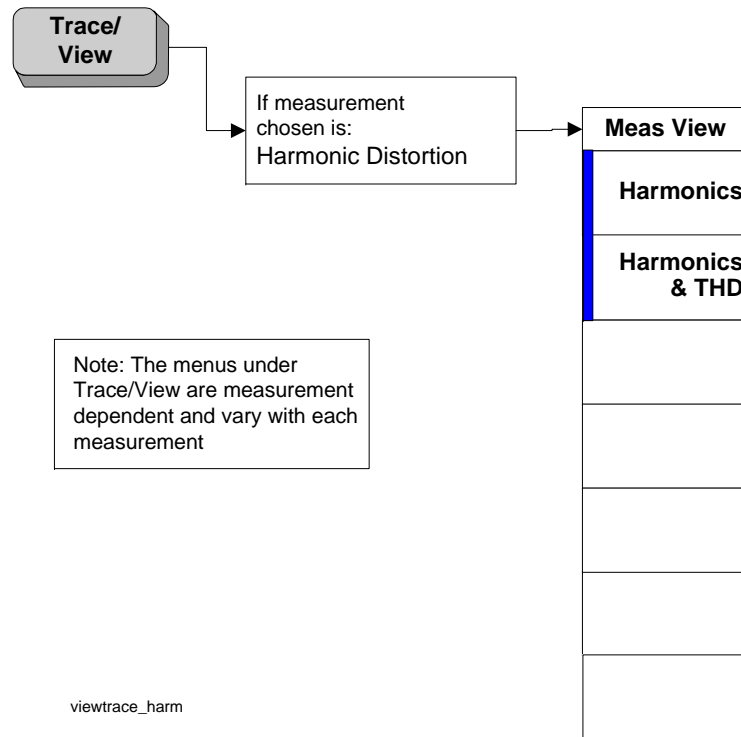 Trace/
View
If measurement
chosen is:
Harmonic Distortion
Meas View
Harmonics
Harmonics
& THD
Note: The menus under
Trace/View are measurement
dependent and vary with each
measurement
viewtrace_harm